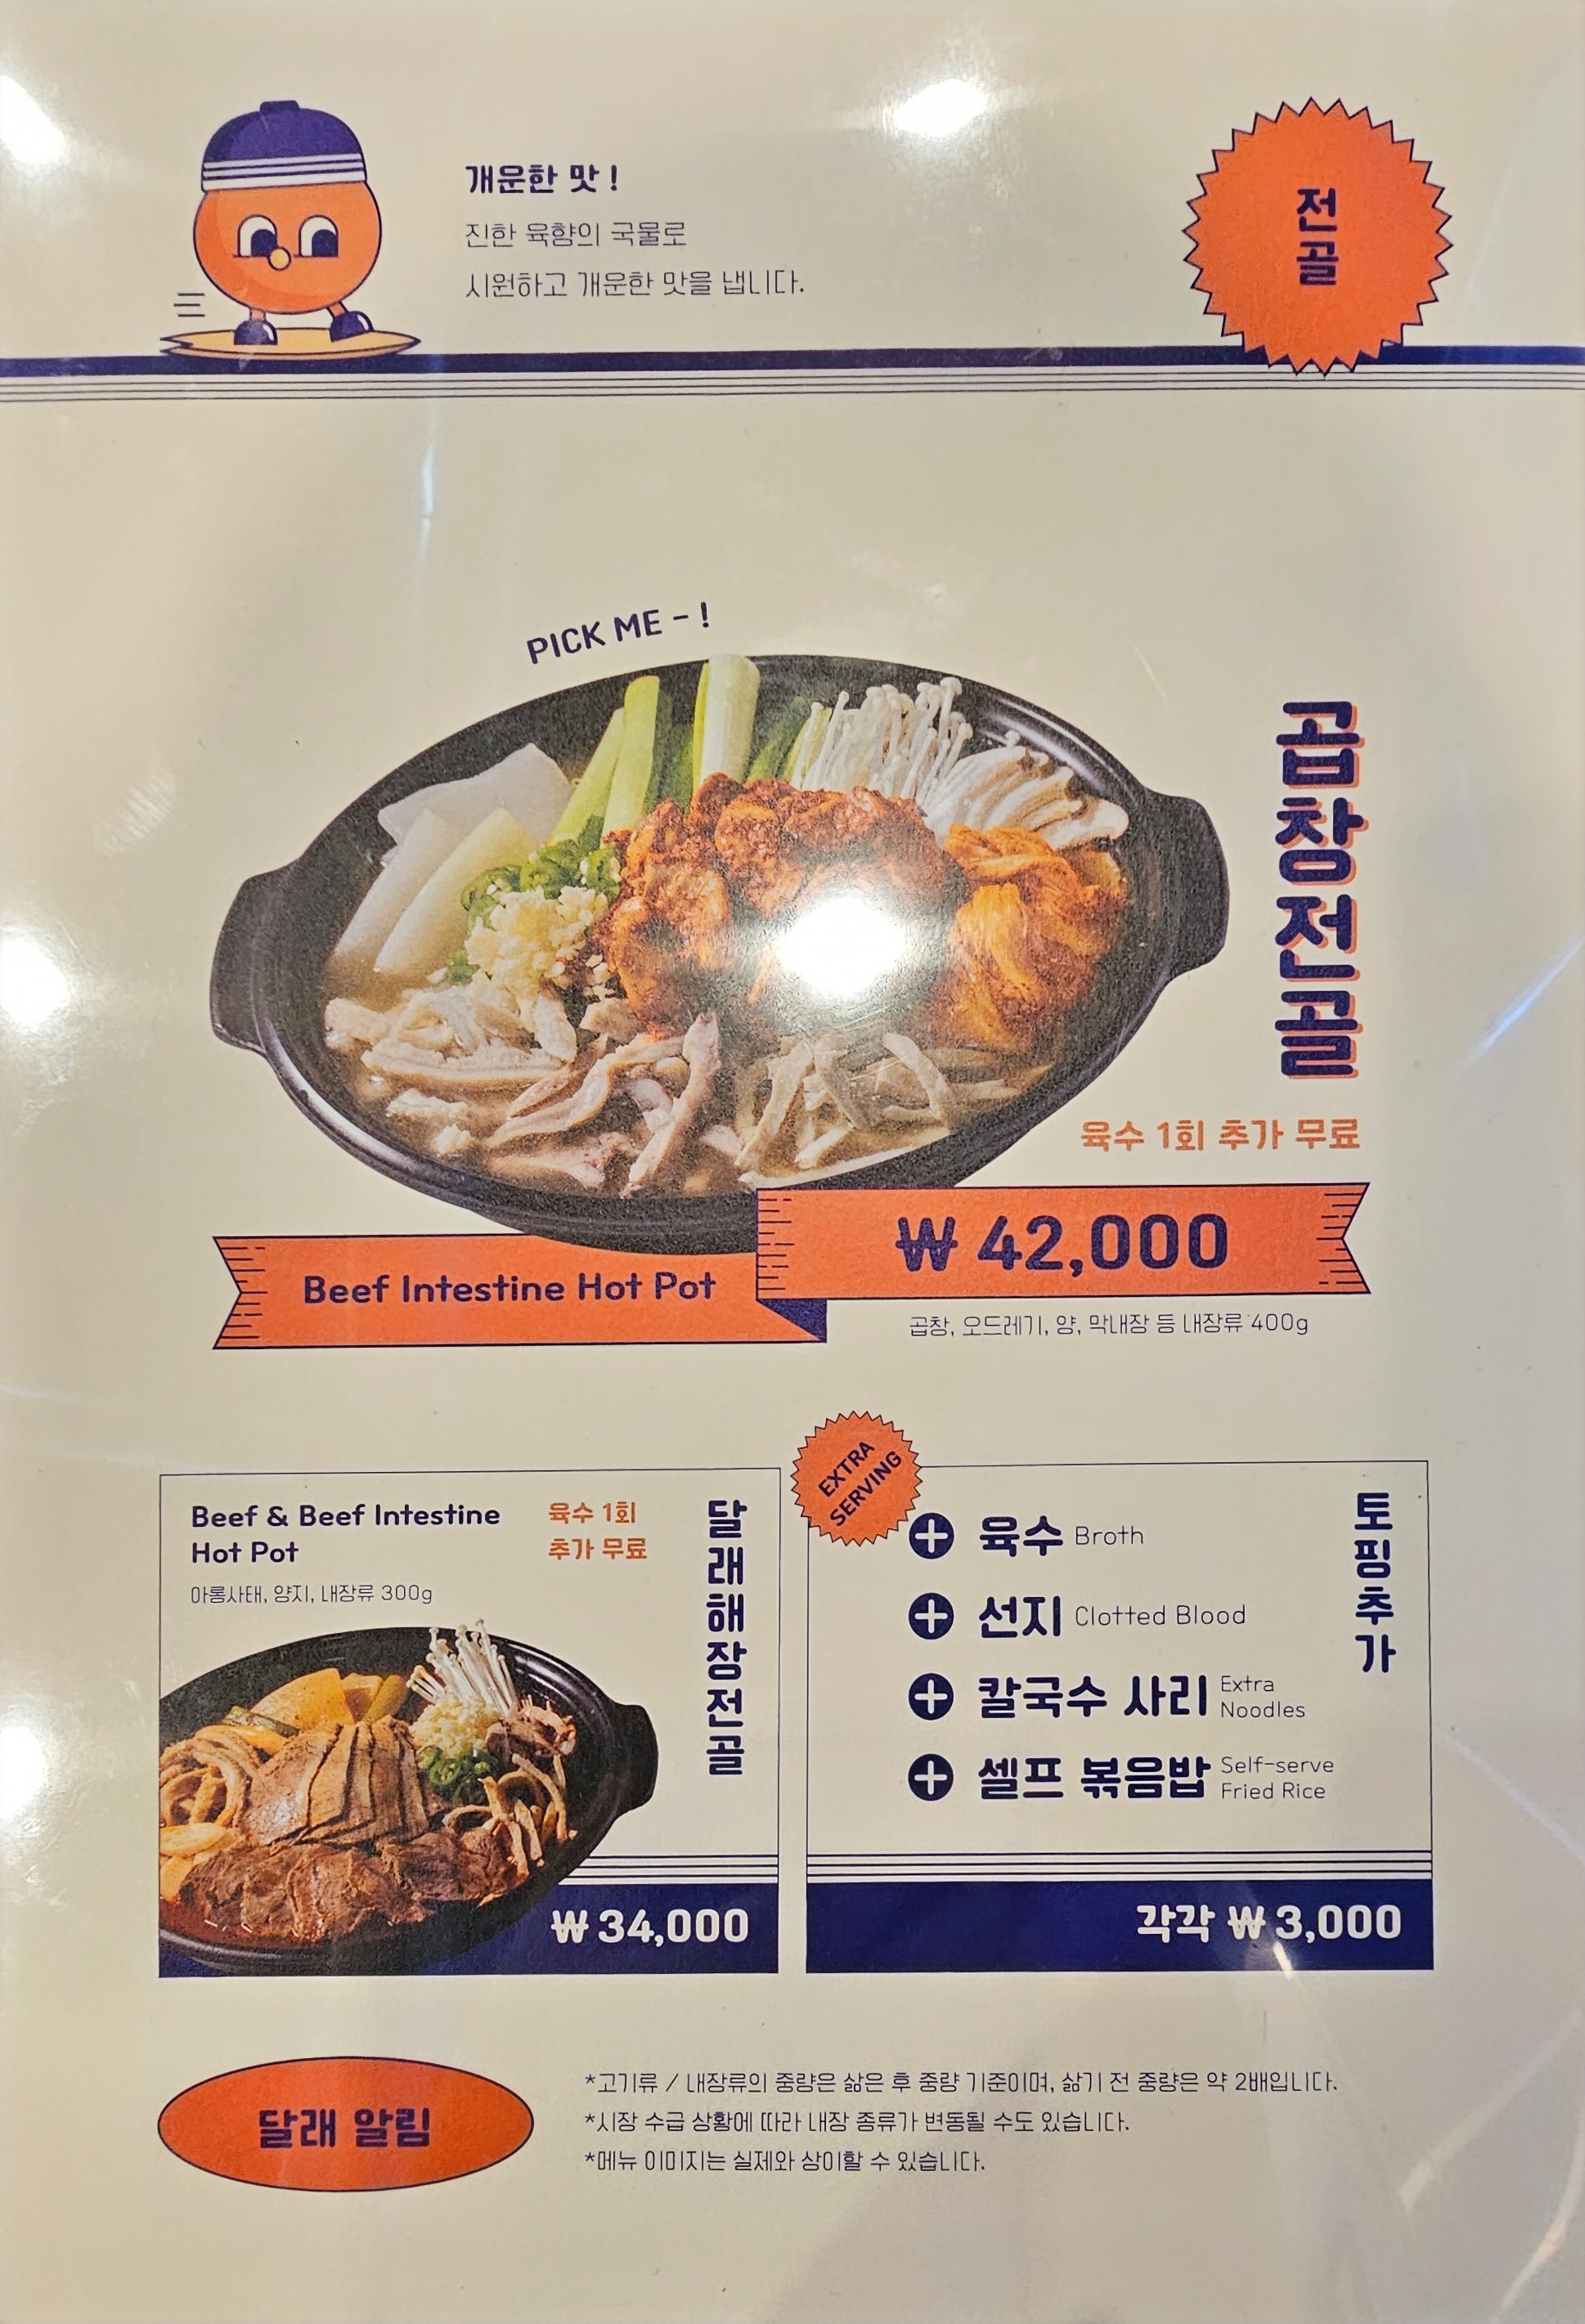 개운한 맛 !
진한 육향의 국물로
시원하고 개운한 맛을 냅니다.
전골
PICK ME - !
곱창전골
육수 1회 추가 무료
₩ 42,000
Beef Intestine Hot Pot
곱창, 오드레기, 양, 막내장 등 내장류 400g
Beef & Beef Intestine
Hot Pot
육수 1회
추가 무료
아롱사태, 양지, 내장류 300g
달래해장전골
₩ 34,000
EXTRA
SERVING
토핑추가
육수 Broth
선지 Clotted Blood
칼국수 사리 Extra
Noodles
셀프 볶음밥 Self-serve
Fried Rice
각각 ₩ 3,000
달래 알림
*고기류 / 내장류의 중량은 삶은 후 중량 기준이며, 삶기 전 중량은 약 2배입니다.
*시장 수급 상황에 따라 내장 종류가 변동될 수도 있습니다.
*메뉴 이미지는 실제와 상이할 수 있습니다.